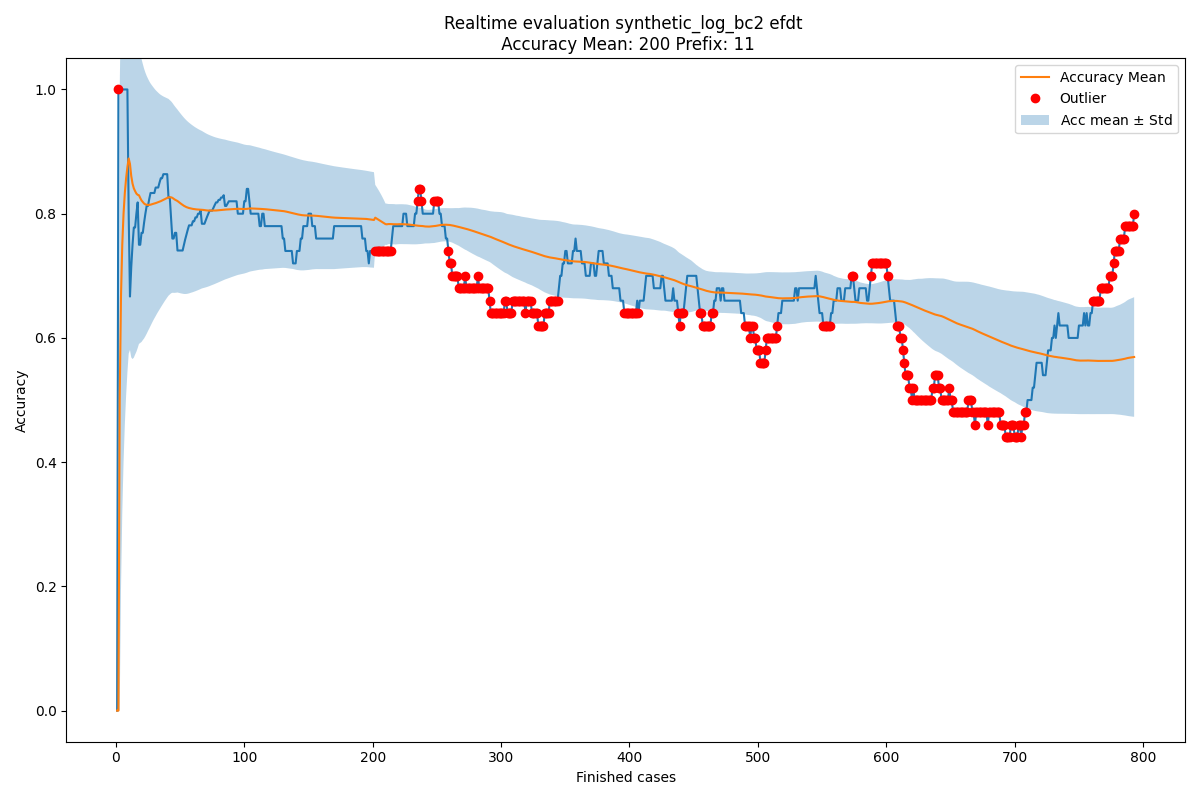 Realtime evaluation synthetic_log_bc2 efdt
Accuracy Mean: 200 Prefix: 11
Accuracy Mean
Outlier
Acc mean ± Std
1.0
0.8
0.6
0.4
0.2
0.0
Accuracy
0 100 200 300 400 500 600 700 800
Finished cases